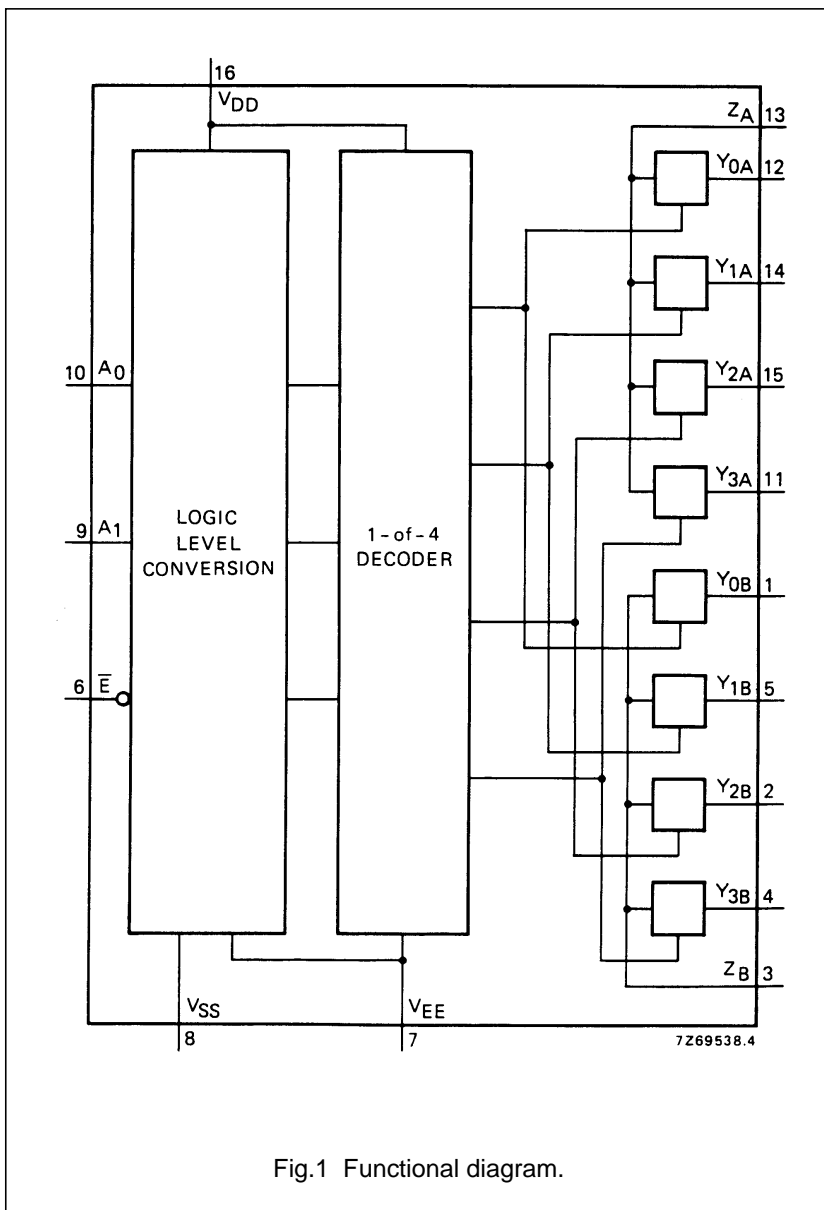 16
VDD
ZA 13
Y0A 12
Y1A 14
10 A0
Y2A 15
Y3A 11
9 A1
LOGIC
LEVEL
CONVERSION
1-of-4
DECODER
Y0B 1
6 E̅
Y1B 5
Y2B 2
Y3B 4
ZB 3
VSS
VEE
8
7
7Z69538.4
Fig.1 Functional diagram.